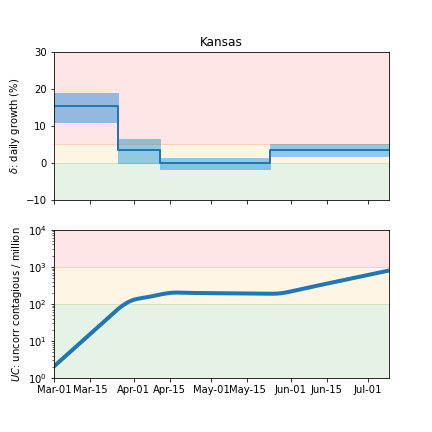 Kansas
δ: daily growth (%)
30
20
10
0
−10
UC: uncorr contagious / million
10⁴
10³
10²
10¹
10⁰
Mar-01 Mar-15 Apr-01 Apr-15 May-01 May-15 Jun-01 Jun-15 Jul-01